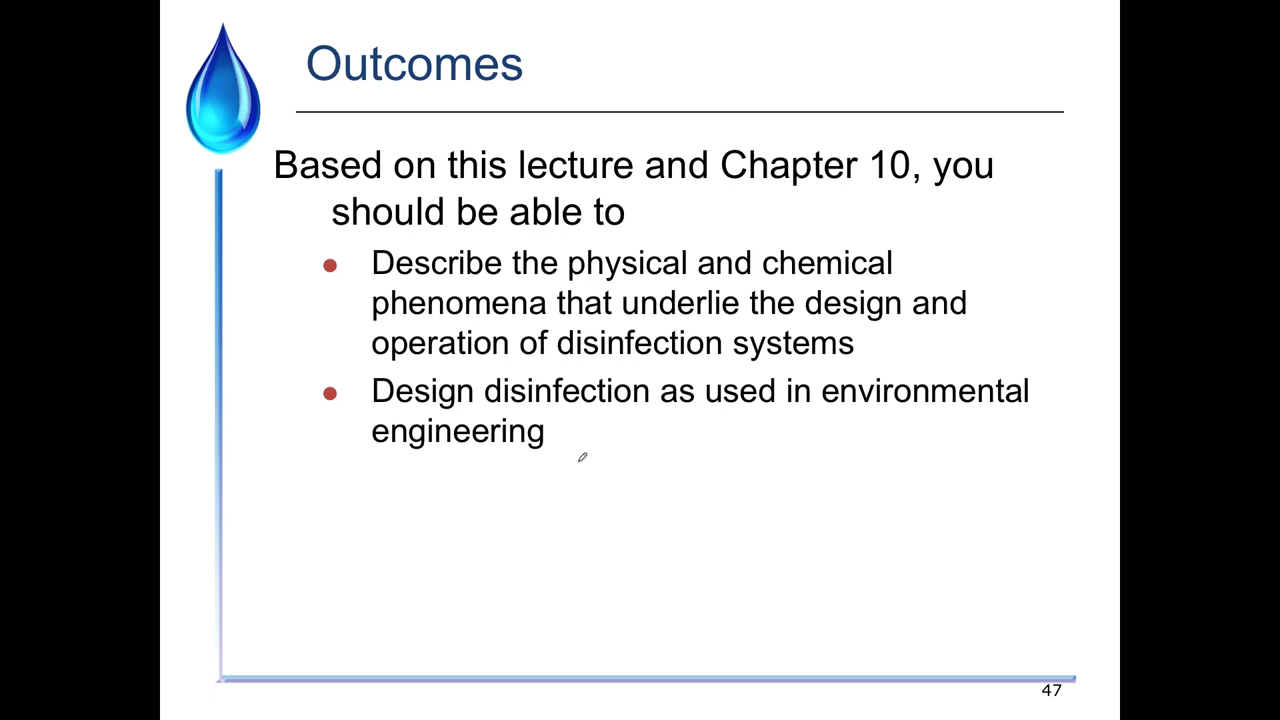 Outcomes
Based on this lecture and Chapter 10, you
should be able to
Describe the physical and chemical
phenomena that underlie the design and
operation of disinfection systems
Design disinfection as used in environmental
engineering
47